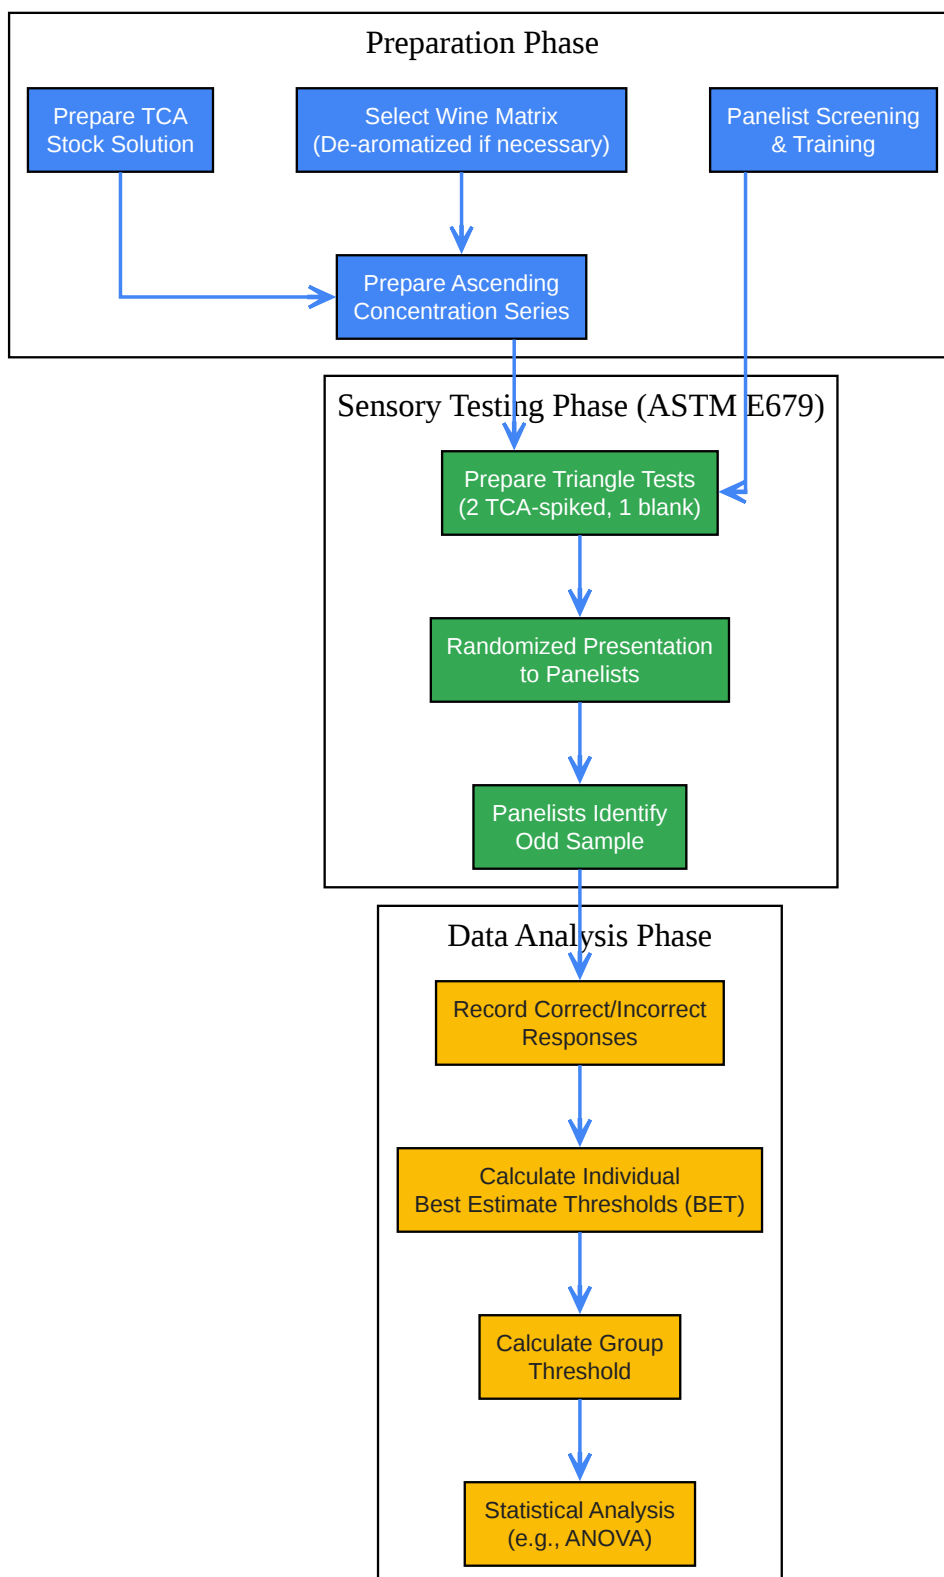 Preparation Phase
Prepare TCA
Stock Solution
Select Wine Matrix
(De-aromatized if necessary)
Panelist Screening
& Training
Prepare Ascending
Concentration Series
Sensory Testing Phase (ASTM E679)
Prepare Triangle Tests
(2 TCA-spiked, 1 blank)
Randomized Presentation
to Panelists
Panelists Identify
Odd Sample
Data Analysis Phase
Record Correct/Incorrect
Responses
Calculate Individual
Best Estimate Thresholds (BET)
Calculate Group
Threshold
Statistical Analysis
(e.g., ANOVA)